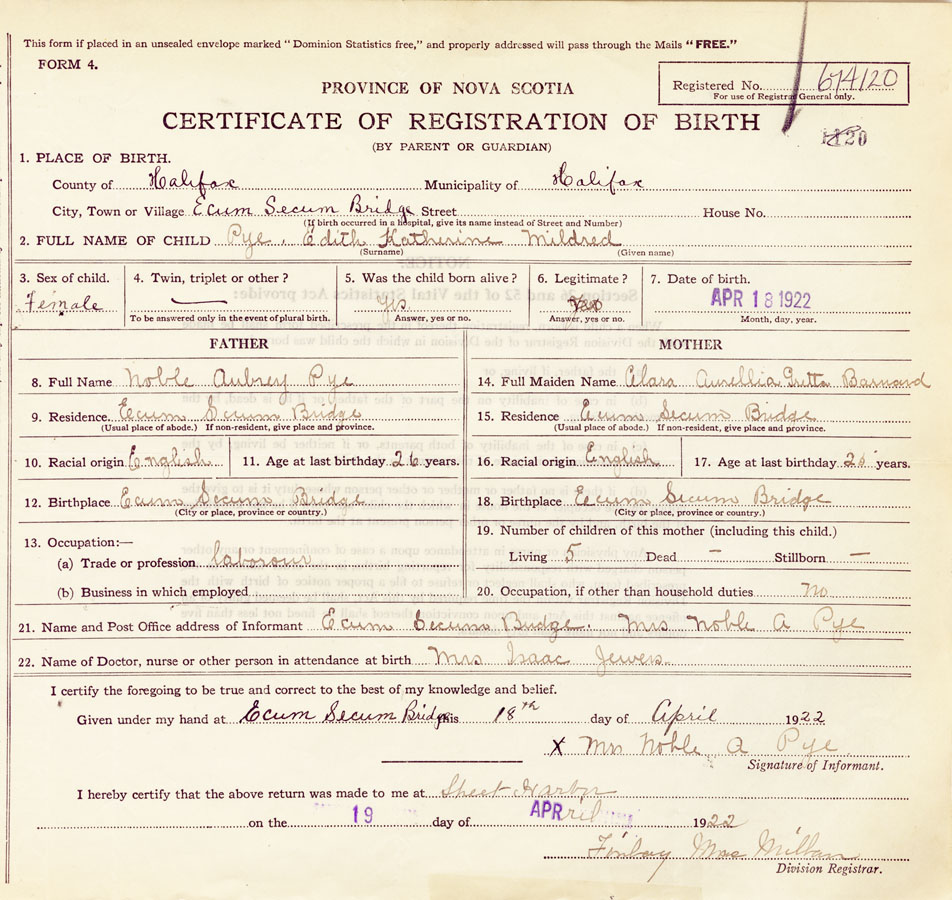 This form if placed in an unsealed envelope marked "Dominion Statistics free," and properly addressed will pass through the Mails "FREE."
FORM 4.
Registered No. 674120
For use of Registrar General only.
PROVINCE OF NOVA SCOTIA
CERTIFICATE OF REGISTRATION OF BIRTH
(BY PARENT OR GUARDIAN)
1. PLACE OF BIRTH.
County of Halifax Municipality of Halifax
City, Town or Village Ecum Secum Bridge Street House No.
(If birth occurred in a hospital, give its name instead of Street and Number)
2. FULL NAME OF CHILD Pye, Edith Katherine Mildred
(Surname) (Given name)
3. Sex of child. 4. Twin, triplet or other? 5. Was the child born alive? 6. Legitimate? 7. Date of birth.
Female — Yes Yes APR 18 1922
To be answered only in the event of plural birth. Answer, yes or no. Answer, yes or no. Month, day, year.
FATHER MOTHER
8. Full Name Noble Aubrey Pye 14. Full Maiden Name Clara Aurellia Gretta Barnard
9. Residence. Ecum Secum Bridge 15. Residence Ecum Secum Bridge
(Usual place of abode.) If non-resident, give place and province. (Usual place of abode.) If non-resident, give place and province.
10. Racial origin English 11. Age at last birthday 26 years. 16. Racial origin English 17. Age at last birthday years.
12. Birthplace Ecum Secum Bridge 18. Birthplace Ecum Secum Bridge
(City or place, province or country.) (City or place, province or country.)
13. Occupation:— 19. Number of children of this mother (including this child.)
(a) Trade or profession labourer Living 5 Dead — Stillborn —
(b) Business in which employed 20. Occupation, if other than household duties No
21. Name and Post Office address of Informant Ecum Secum Bridge. Mrs Noble A Pye
22. Name of Doctor, nurse or other person in attendance at birth Mrs Isaac Jewers
I certify the foregoing to be true and correct to the best of my knowledge and belief.
Given under my hand at Ecum Secum Bridge this 18th day of April 1922
X Mrs Noble A Pye
Signature of Informant.
I hereby certify that the above return was made to me at Sheet Harbor
on the 19 day of APRril 1922
Finlay MacMillan
Division Registrar.